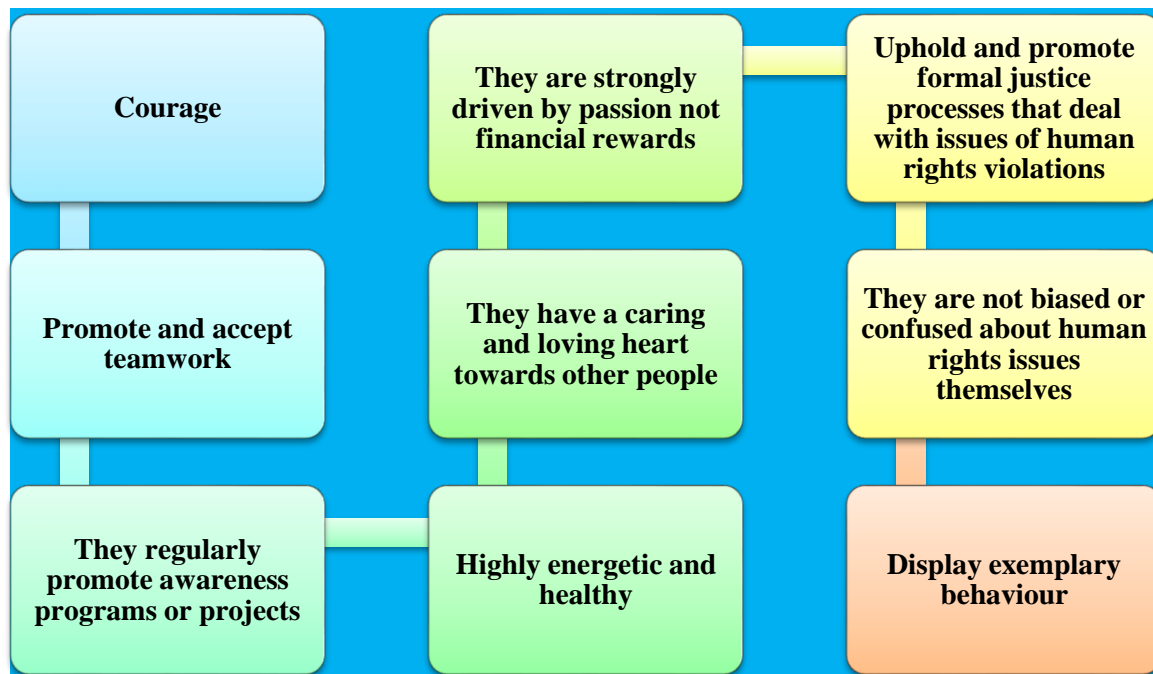 Courage
Promote and accept
teamwork
They regularly
promote awareness
programs or projects
Highly energetic and
healthy
They have a caring
and loving heart
towards other people
They are strongly
driven by passion not
financial rewards
Uphold and promote
formal justice
processes that deal
with issues of human
rights violations
They are not biased or
confused about human
rights issues
themselves
Display exemplary
behaviour